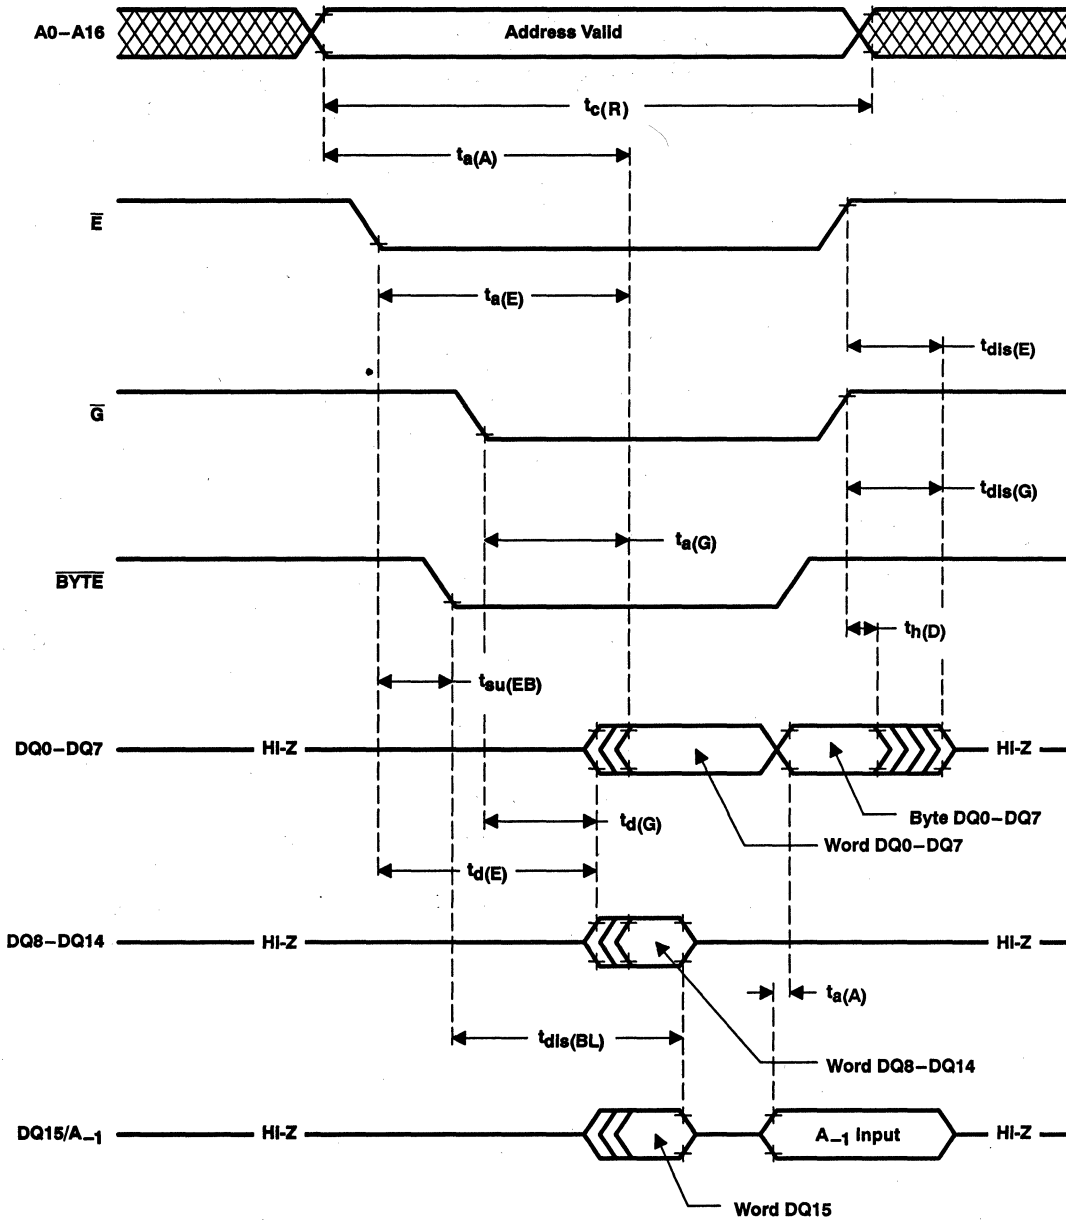 A0–A16
Address Valid
tc(R)
ta(A)
E
ta(E)
tdis(E)
G
tdis(G)
ta(G)
BYTE
th(D)
tsu(EB)
DQ0–DQ7
HI-Z
HI-Z
Byte DQ0–DQ7
td(G)
Word DQ0–DQ7
td(E)
DQ8–DQ14
HI-Z
HI-Z
ta(A)
tdis(BL)
Word DQ8–DQ14
DQ15/A–1
HI-Z
A–1 Input
HI-Z
Word DQ15